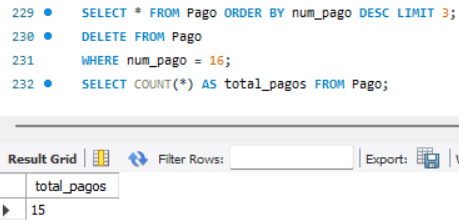 229 SELECT * FROM Pago ORDER BY num_pago DESC LIMIT 3;
230 DELETE FROM Pago
231 WHERE num_pago = 16;
232 SELECT COUNT(*) AS total_pagos FROM Pago;
Result Grid Filter Rows: Export:
total_pagos
15